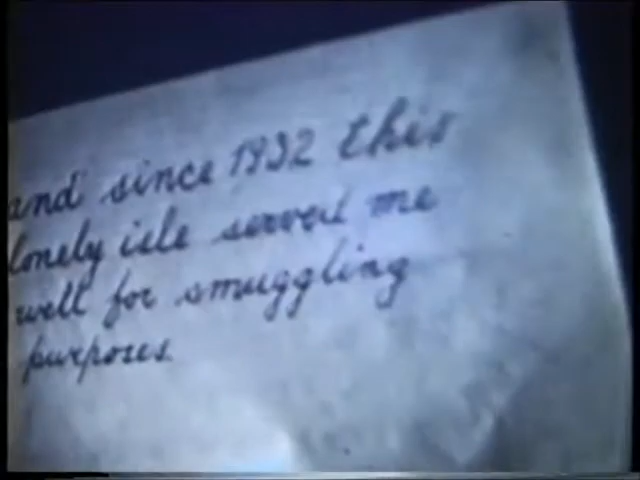 and since 1932 this
lonely isle served me
well for smuggling
purposes.